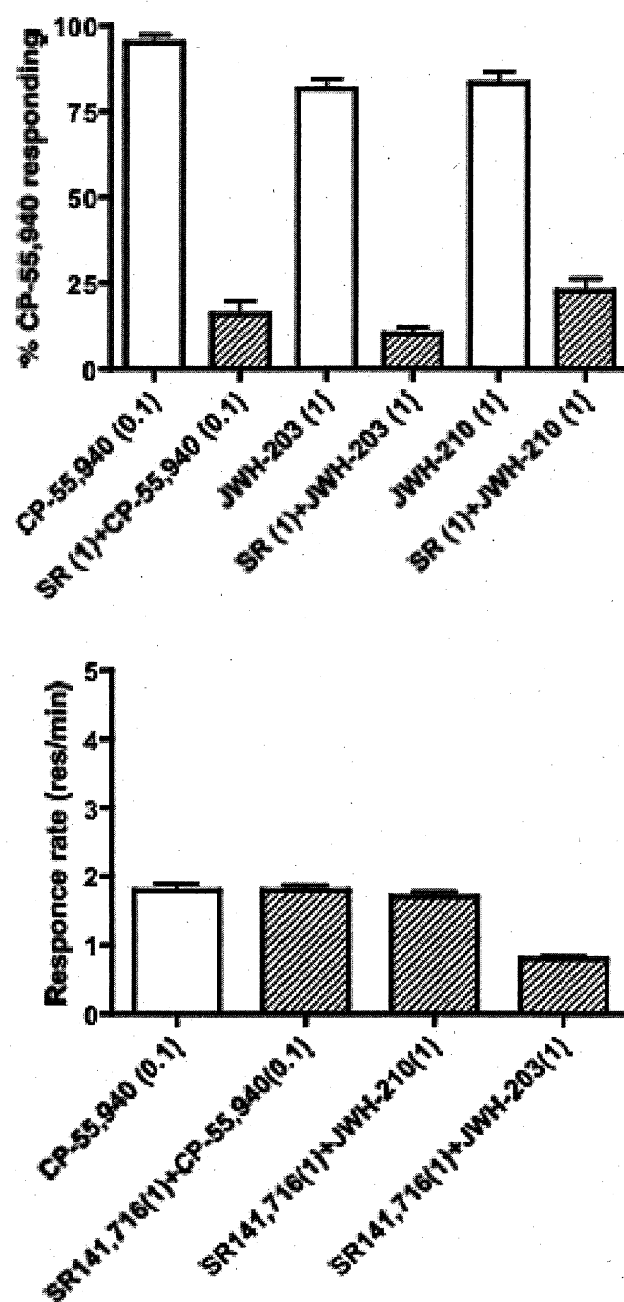 % CP-55,940 responding
100
75
50
25
0
CP-55,940 (0.1)
SR (1)+CP-55,940 (0.1)
JWH-203 (1)
SR (1)+JWH-203 (1)
JWH-210 (1)
SR (1)+JWH-210 (1)
Responce rate (res/min)
5
4
3
2
1
0
CP-55,940 (0.1)
SR141,716(1)+CP-55,940(0.1)
SR141,716(1)+JWH-210(1)
SR141,716(1)+JWH-203(1)